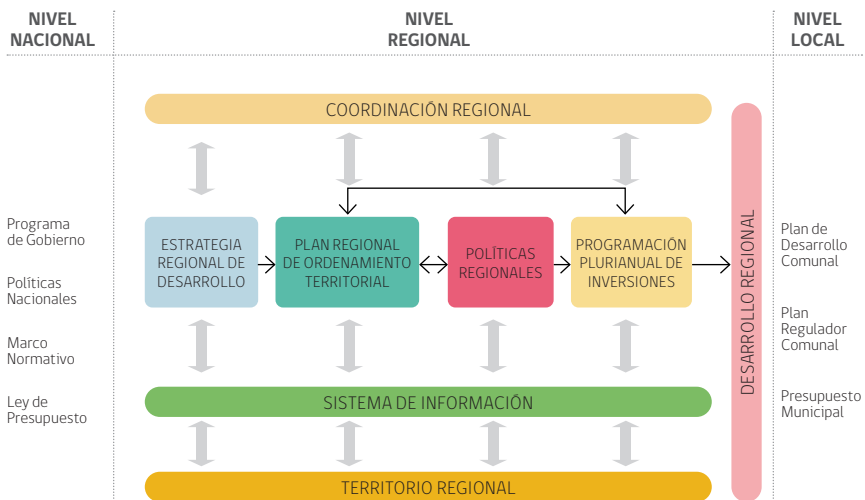 NIVEL
NACIONAL
NIVEL
REGIONAL
NIVEL
LOCAL
COORDINACIÓN REGIONAL
Programa
de Gobierno
Políticas
Nacionales
Marco
Normativo
Ley de
Presupuesto
ESTRATEGIA
REGIONAL DE
DESARROLLO
PLAN REGIONAL
DE ORDENAMIENTO
TERRITORIAL
POLÍTICAS
REGIONALES
PROGRAMACIÓN
PLURIANUAL DE
INVERSIONES
SISTEMA DE INFORMACIÓN
TERRITORIO REGIONAL
DESARROLLO REGIONAL
Plan de
Desarrollo
Comunal
Plan
Regulador
Comunal
Presupuesto
Municipal